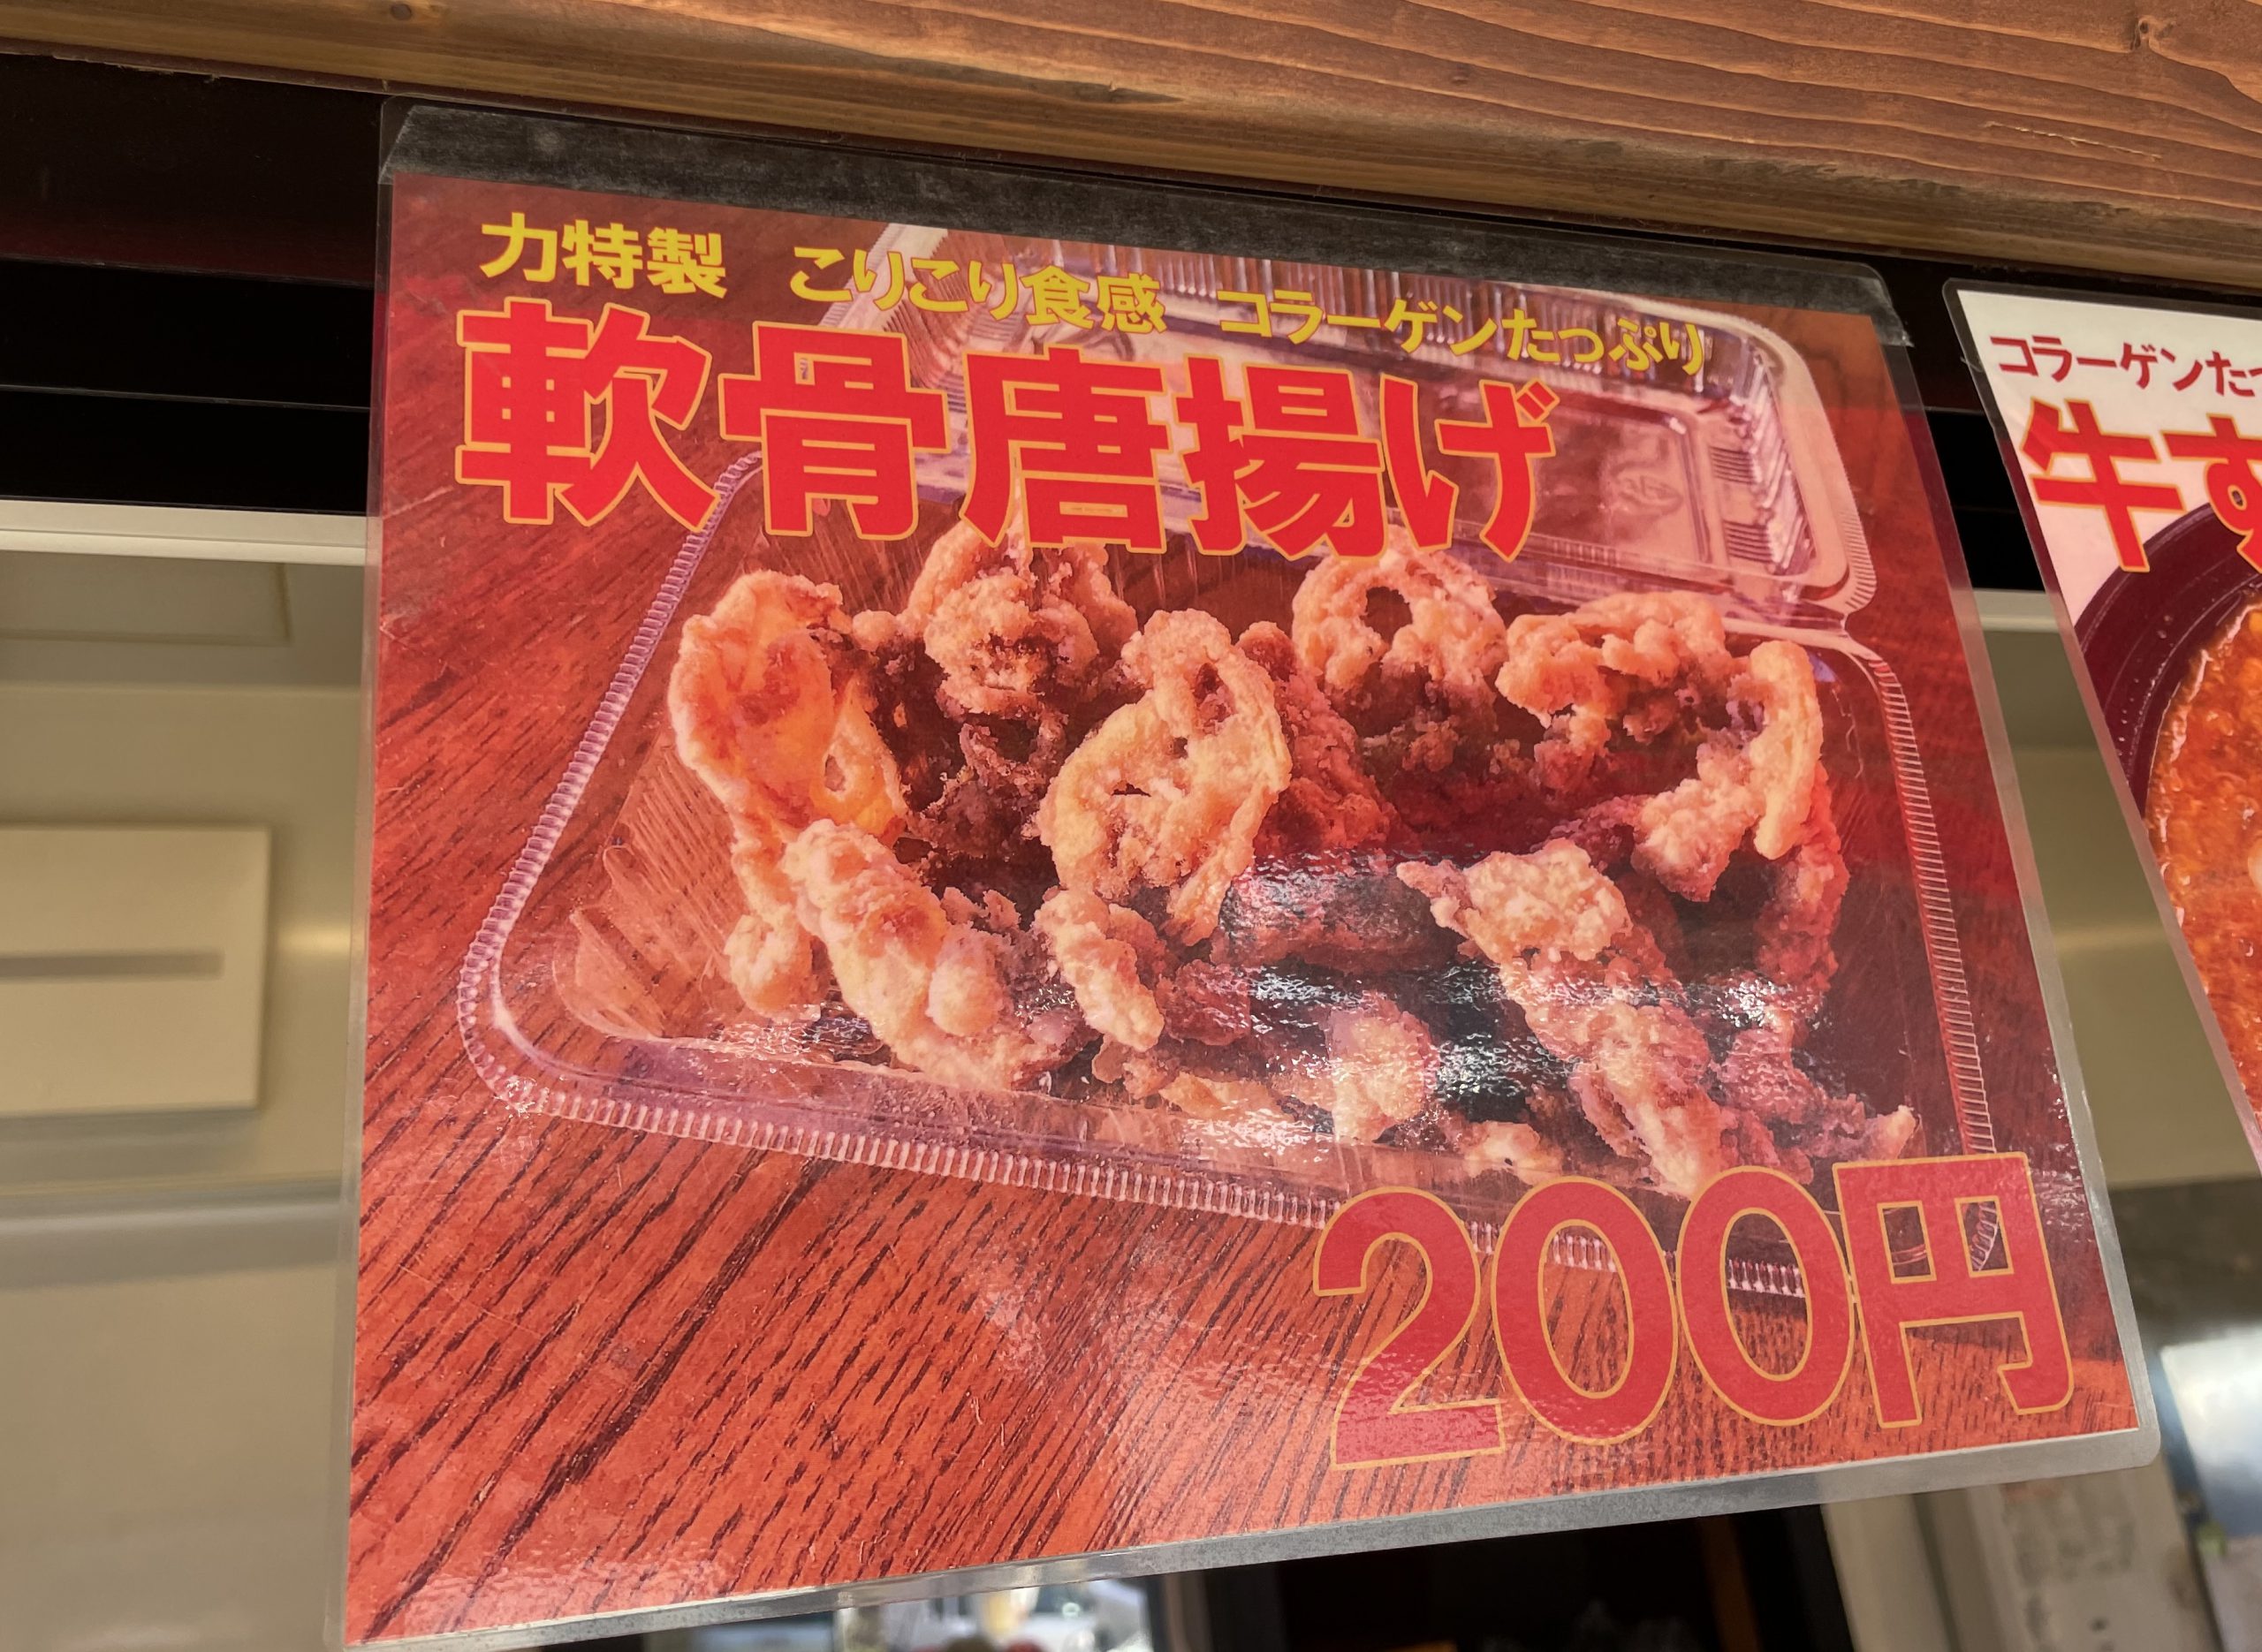 力特製 こりこり食感 コラーゲンたっぷり
軟骨唐揚げ
200円
コラーゲンたっ
牛す